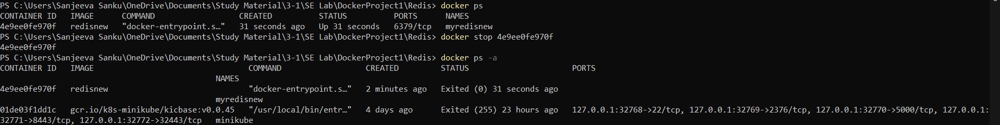 PS C:\Users\Sanjeeva Sanku\OneDrive\Documents\Study Material\3-1\SE Lab\DockerProject1\Redis> docker ps
CONTAINER ID   IMAGE      COMMAND                  CREATED          STATUS          PORTS      NAMES
4e9ee0fe970f   redisnew   "docker-entrypoint.s…"   31 seconds ago   Up 31 seconds   6379/tcp   myredisnew
PS C:\Users\Sanjeeva Sanku\OneDrive\Documents\Study Material\3-1\SE Lab\DockerProject1\Redis> docker stop 4e9ee0fe970f
4e9ee0fe970f
PS C:\Users\Sanjeeva Sanku\OneDrive\Documents\Study Material\3-1\SE Lab\DockerProject1\Redis> docker ps -a
CONTAINER ID   IMAGE                                 COMMAND                  CREATED         STATUS                      PORTS
NAMES
4e9ee0fe970f   redisnew                              "docker-entrypoint.s…"   2 minutes ago   Exited (0) 31 seconds ago
myredisnew
01de03f1dd1c   gcr.io/k8s-minikube/kicbase:v0.0.45   "/usr/local/bin/entr…"   4 days ago      Exited (255) 23 hours ago   127.0.0.1:32768->22/tcp, 127.0.0.1:32769->2376/tcp, 127.0.0.1:32770->5000/tcp, 127.0.0.1:
32771->8443/tcp, 127.0.0.1:32772->32443/tcp   minikube